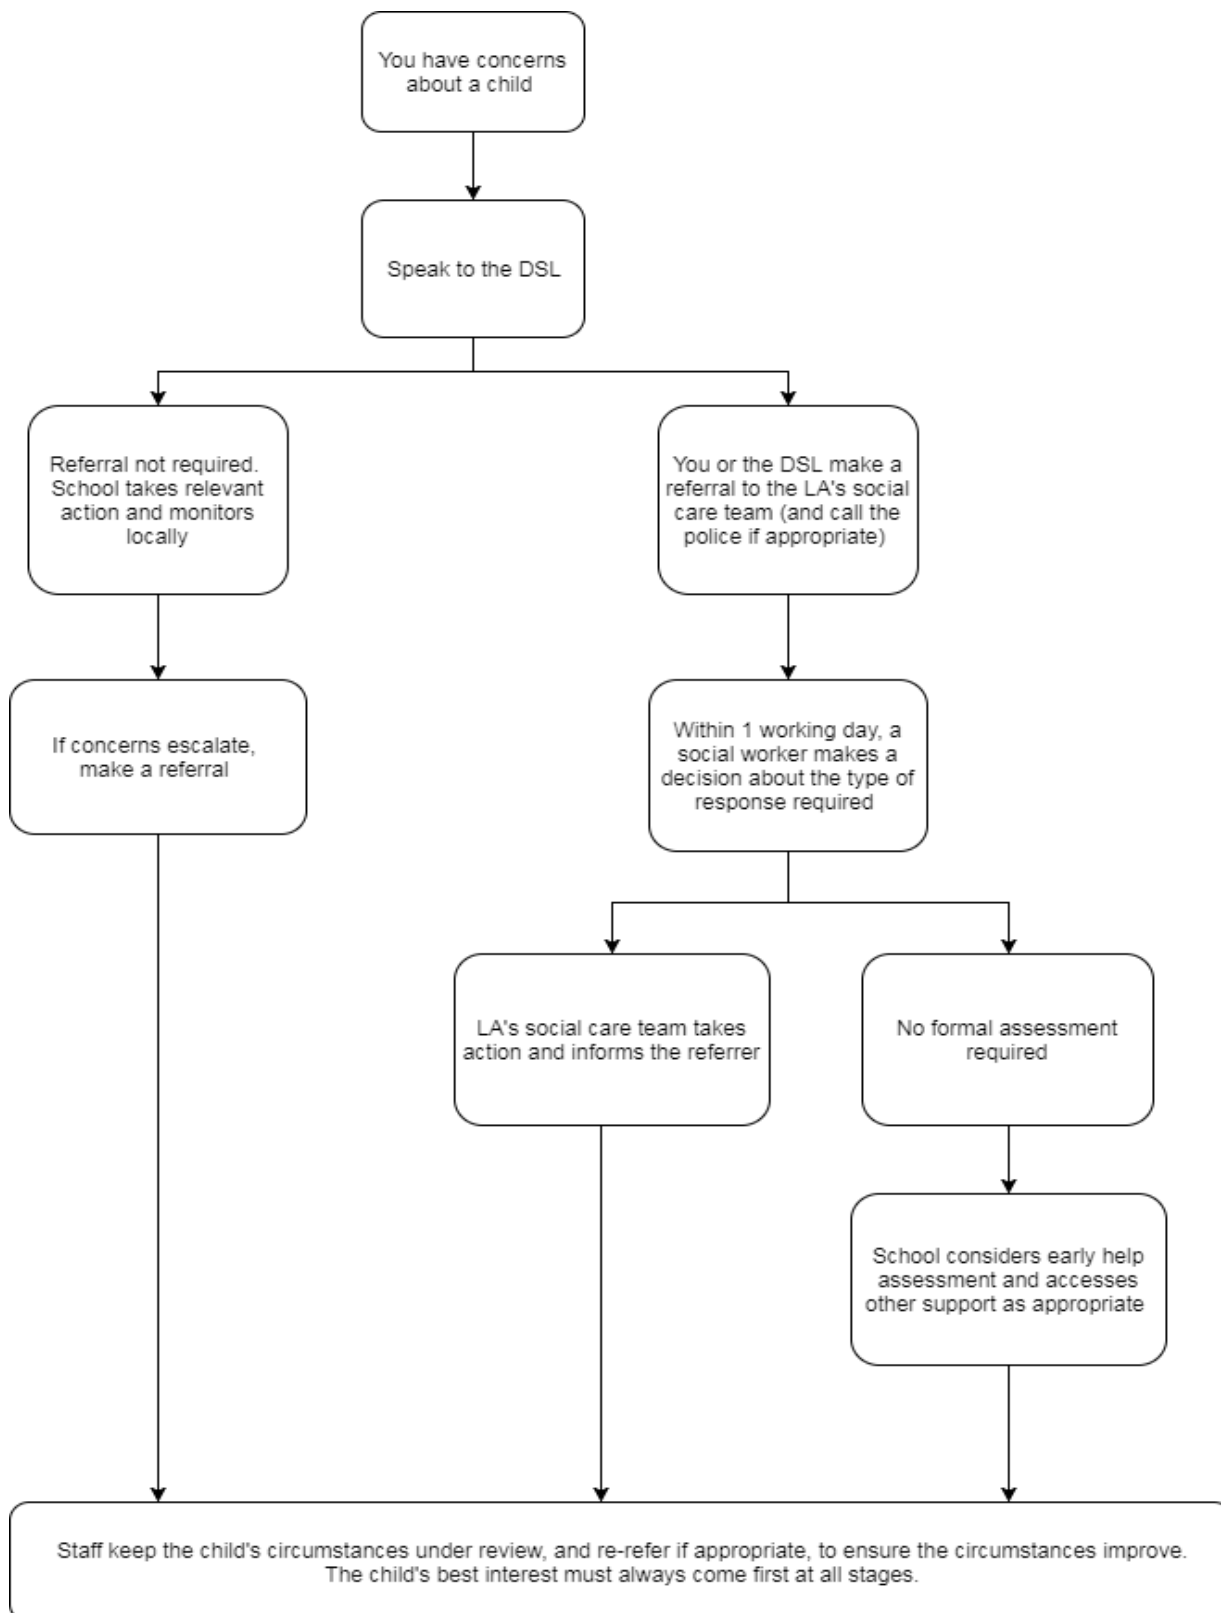 You have concerns
about a child
Speak to the DSL
Referral not required.
School takes relevant
action and monitors
locally
You or the DSL make a
referral to the LA's social
care team (and call the
police if appropriate)
If concerns escalate,
make a referral
Within 1 working day, a
social worker makes a
decision about the type of
response required
LA's social care team takes
action and informs the referrer
No formal assessment
required
School considers early help
assessment and accesses
other support as appropriate
Staff keep the child's circumstances under review, and re-refer if appropriate, to ensure the circumstances improve.
The child's best interest must always come first at all stages.